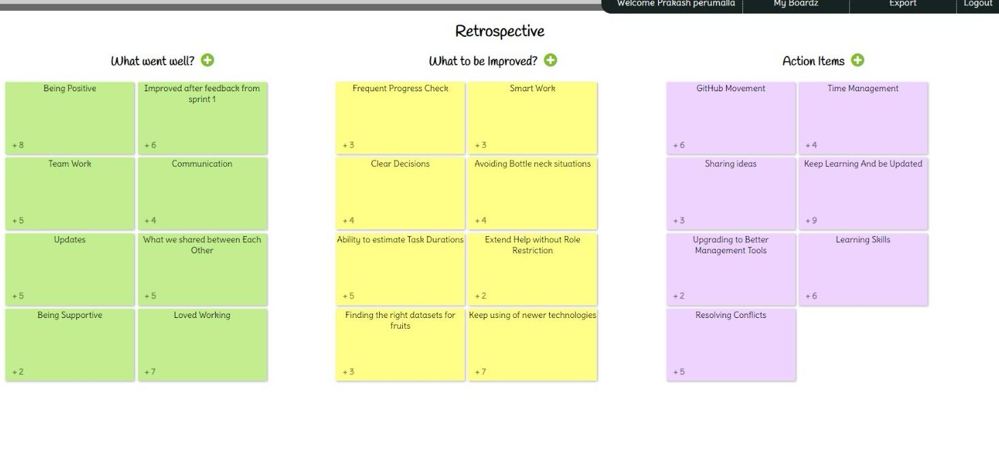 Welcome Prakash perumalla
My Boardz
Export
Logout
Retrospective
What went well?
Being Positive
+8
Improved after feedback from
sprint 1
+6
Team Work
+5
Communication
+4
Updates
+5
What we shared between Each
Other
+5
Being Supportive
+2
Loved Working
+7
What to be Improved?
Frequent Progress Check
+3
Smart Work
+3
Clear Decisions
+4
Avoiding Bottle neck situations
+4
Ability to estimate Task Durations
+5
Extend Help without Role
Restriction
+2
Finding the right datasets for
fruits
+3
Keep using of newer technologies
+7
Action Items
GitHub Movement
+6
Time Management
+4
Sharing ideas
+3
Keep Learning And be Updated
+9
Upgrading to Better
Management Tools
+2
Learning Skills
+6
Resolving Conflicts
+5